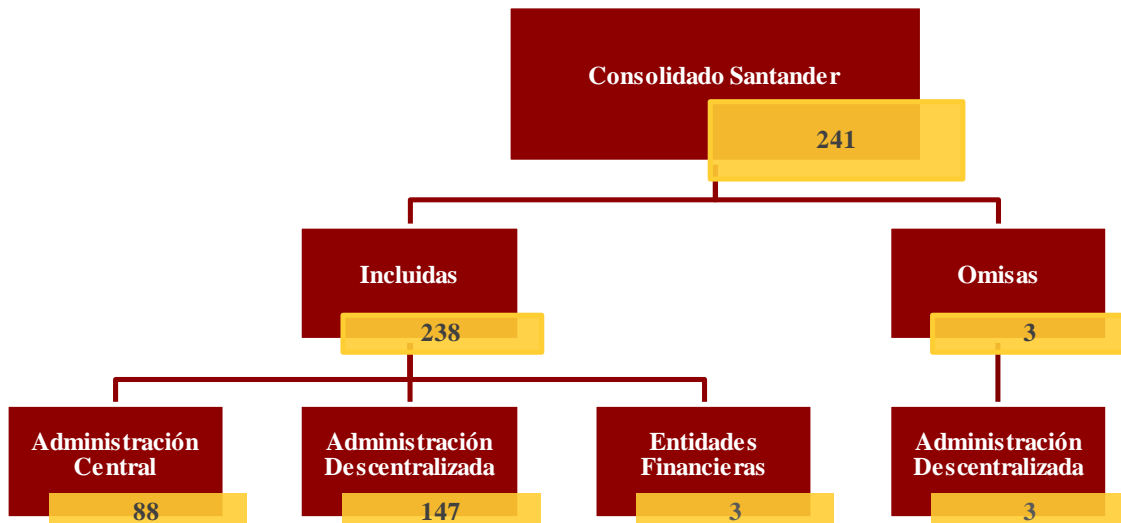 Consolidado Santander
241
Incluidas
238
Omisas
3
Administración
Central
88
Administración
Descentralizada
147
Entidades
Financieras
3
Administración
Descentralizada
3